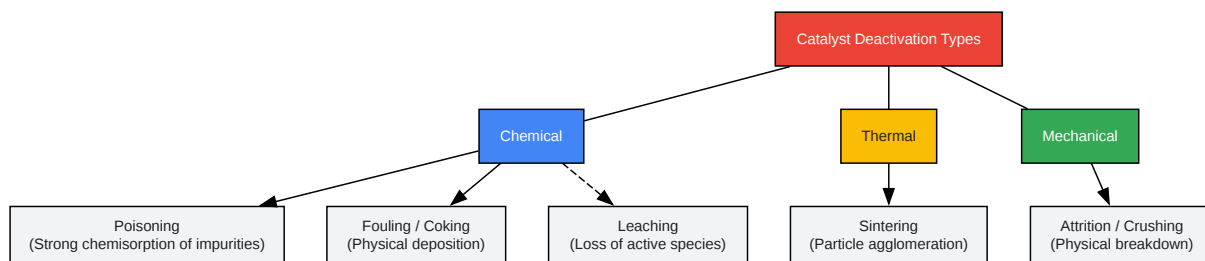 Catalyst Deactivation Types
Chemical
Thermal
Mechanical
Poisoning
(Strong chemisorption of impurities)
Fouling / Coking
(Physical deposition)
Leaching
(Loss of active species)
Sintering
(Particle agglomeration)
Attrition / Crushing
(Physical breakdown)